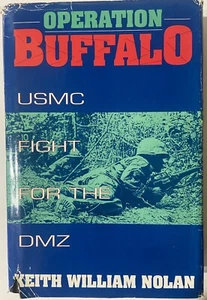 OPERATION
BUFFALO
USMC
FIGHT
FOR THE
DMZ
KEITH WILLIAM NOLAN